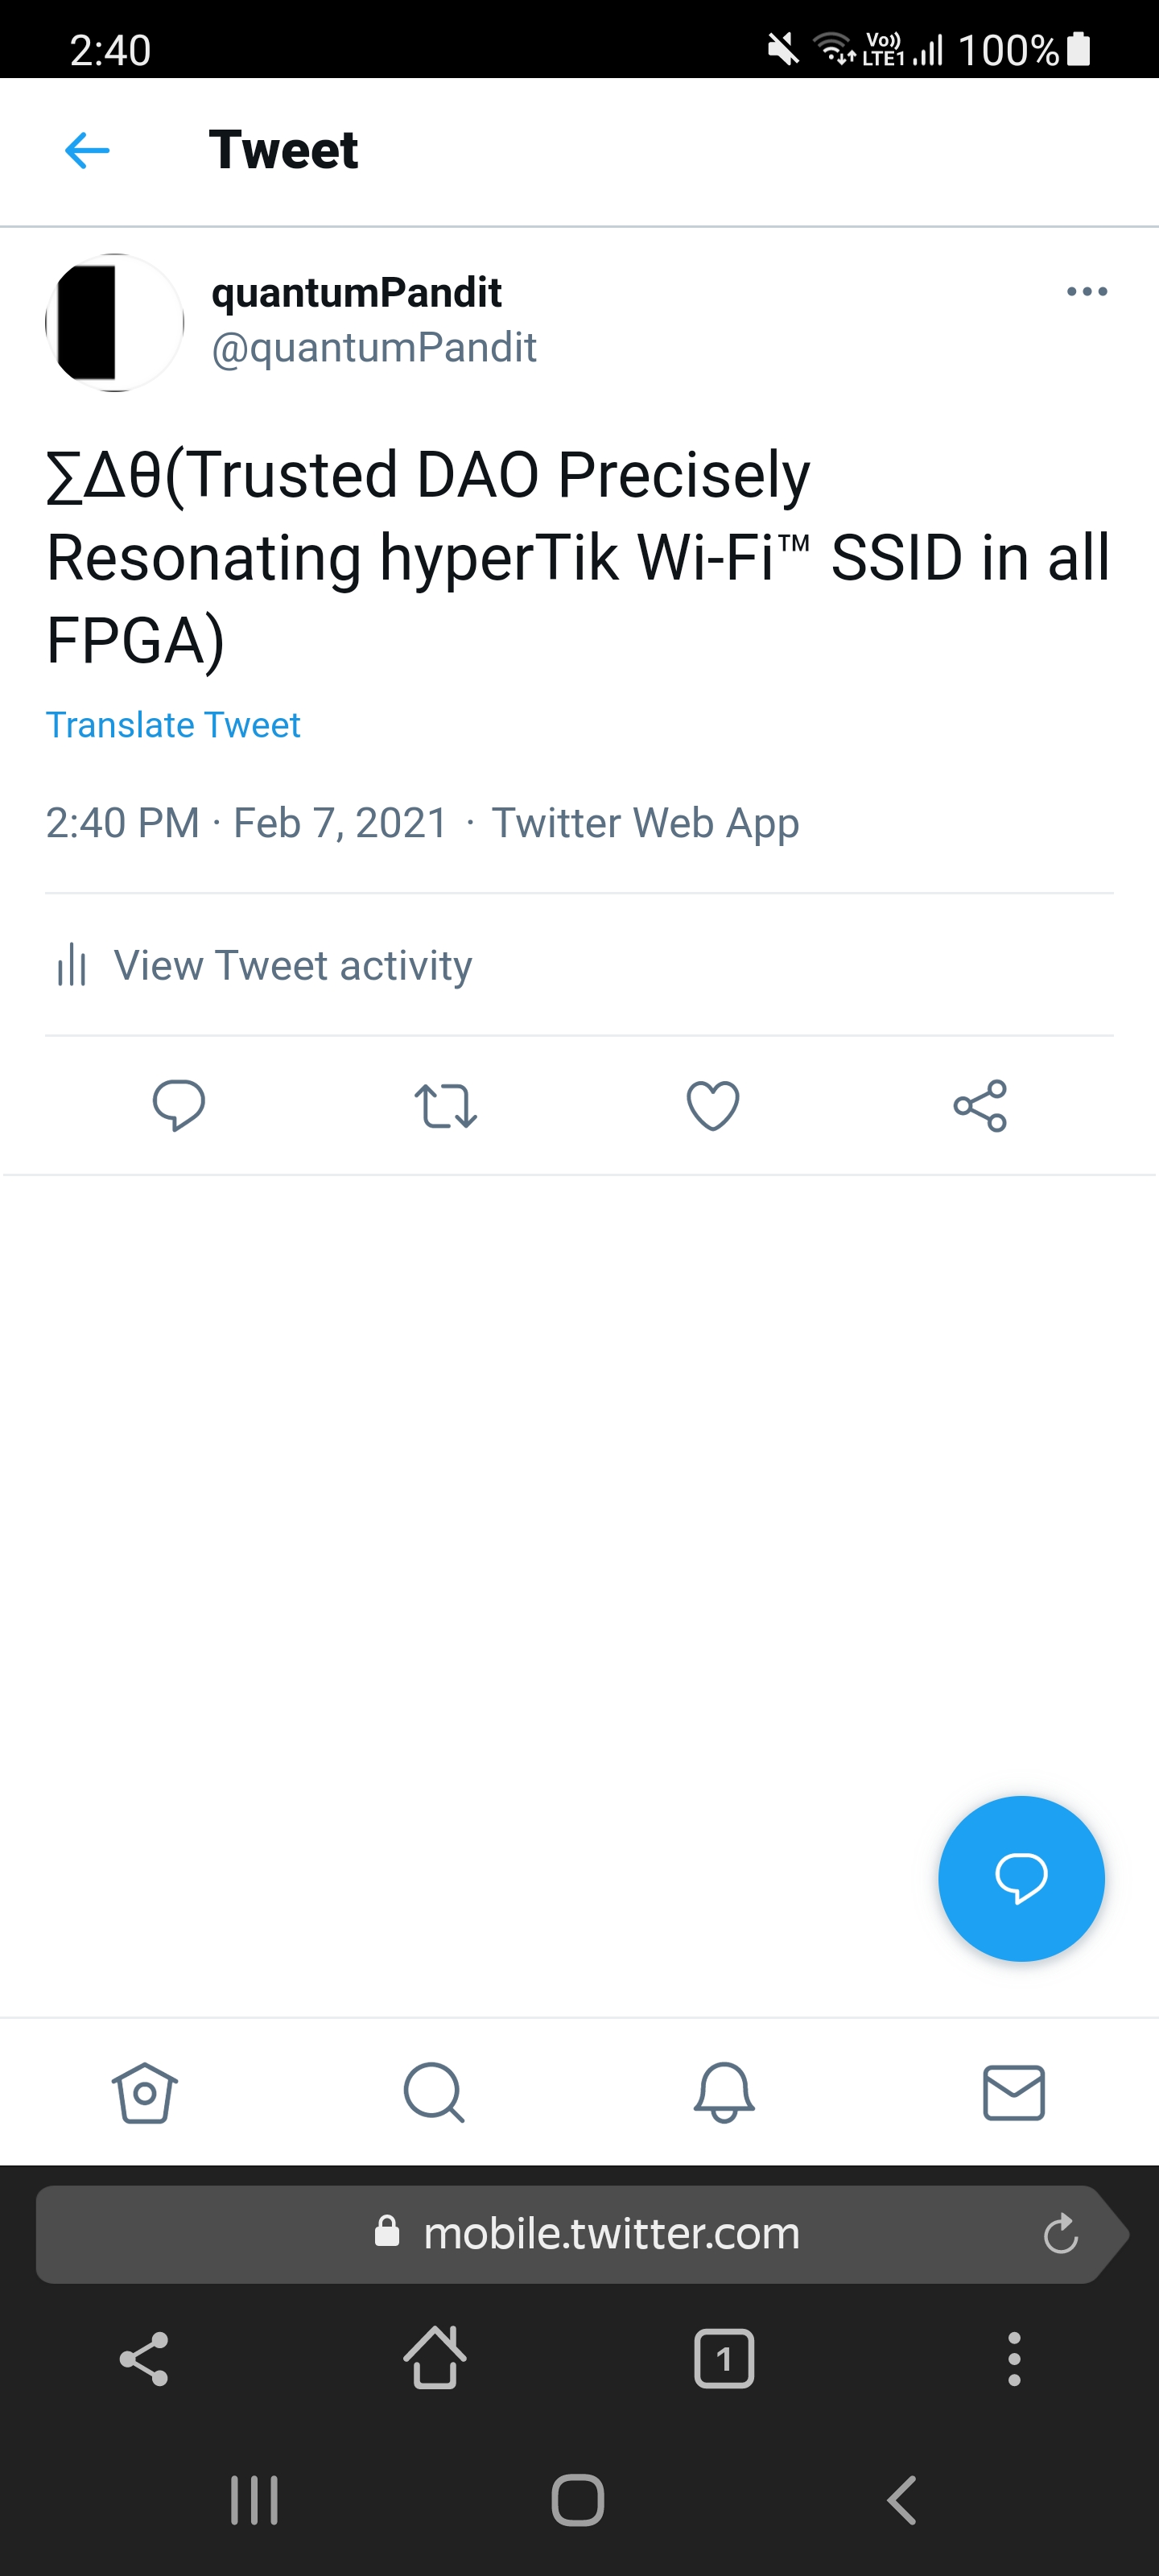 2:40
Vo)) LTE1 100%
Tweet
quantumPandit
@quantumPandit
∑Δθ(Trusted DAO Precisely
Resonating hyperTik Wi-Fi™ SSID in all
FPGA)
Translate Tweet
2:40 PM · Feb 7, 2021 · Twitter Web App
View Tweet activity
mobile.twitter.com
1